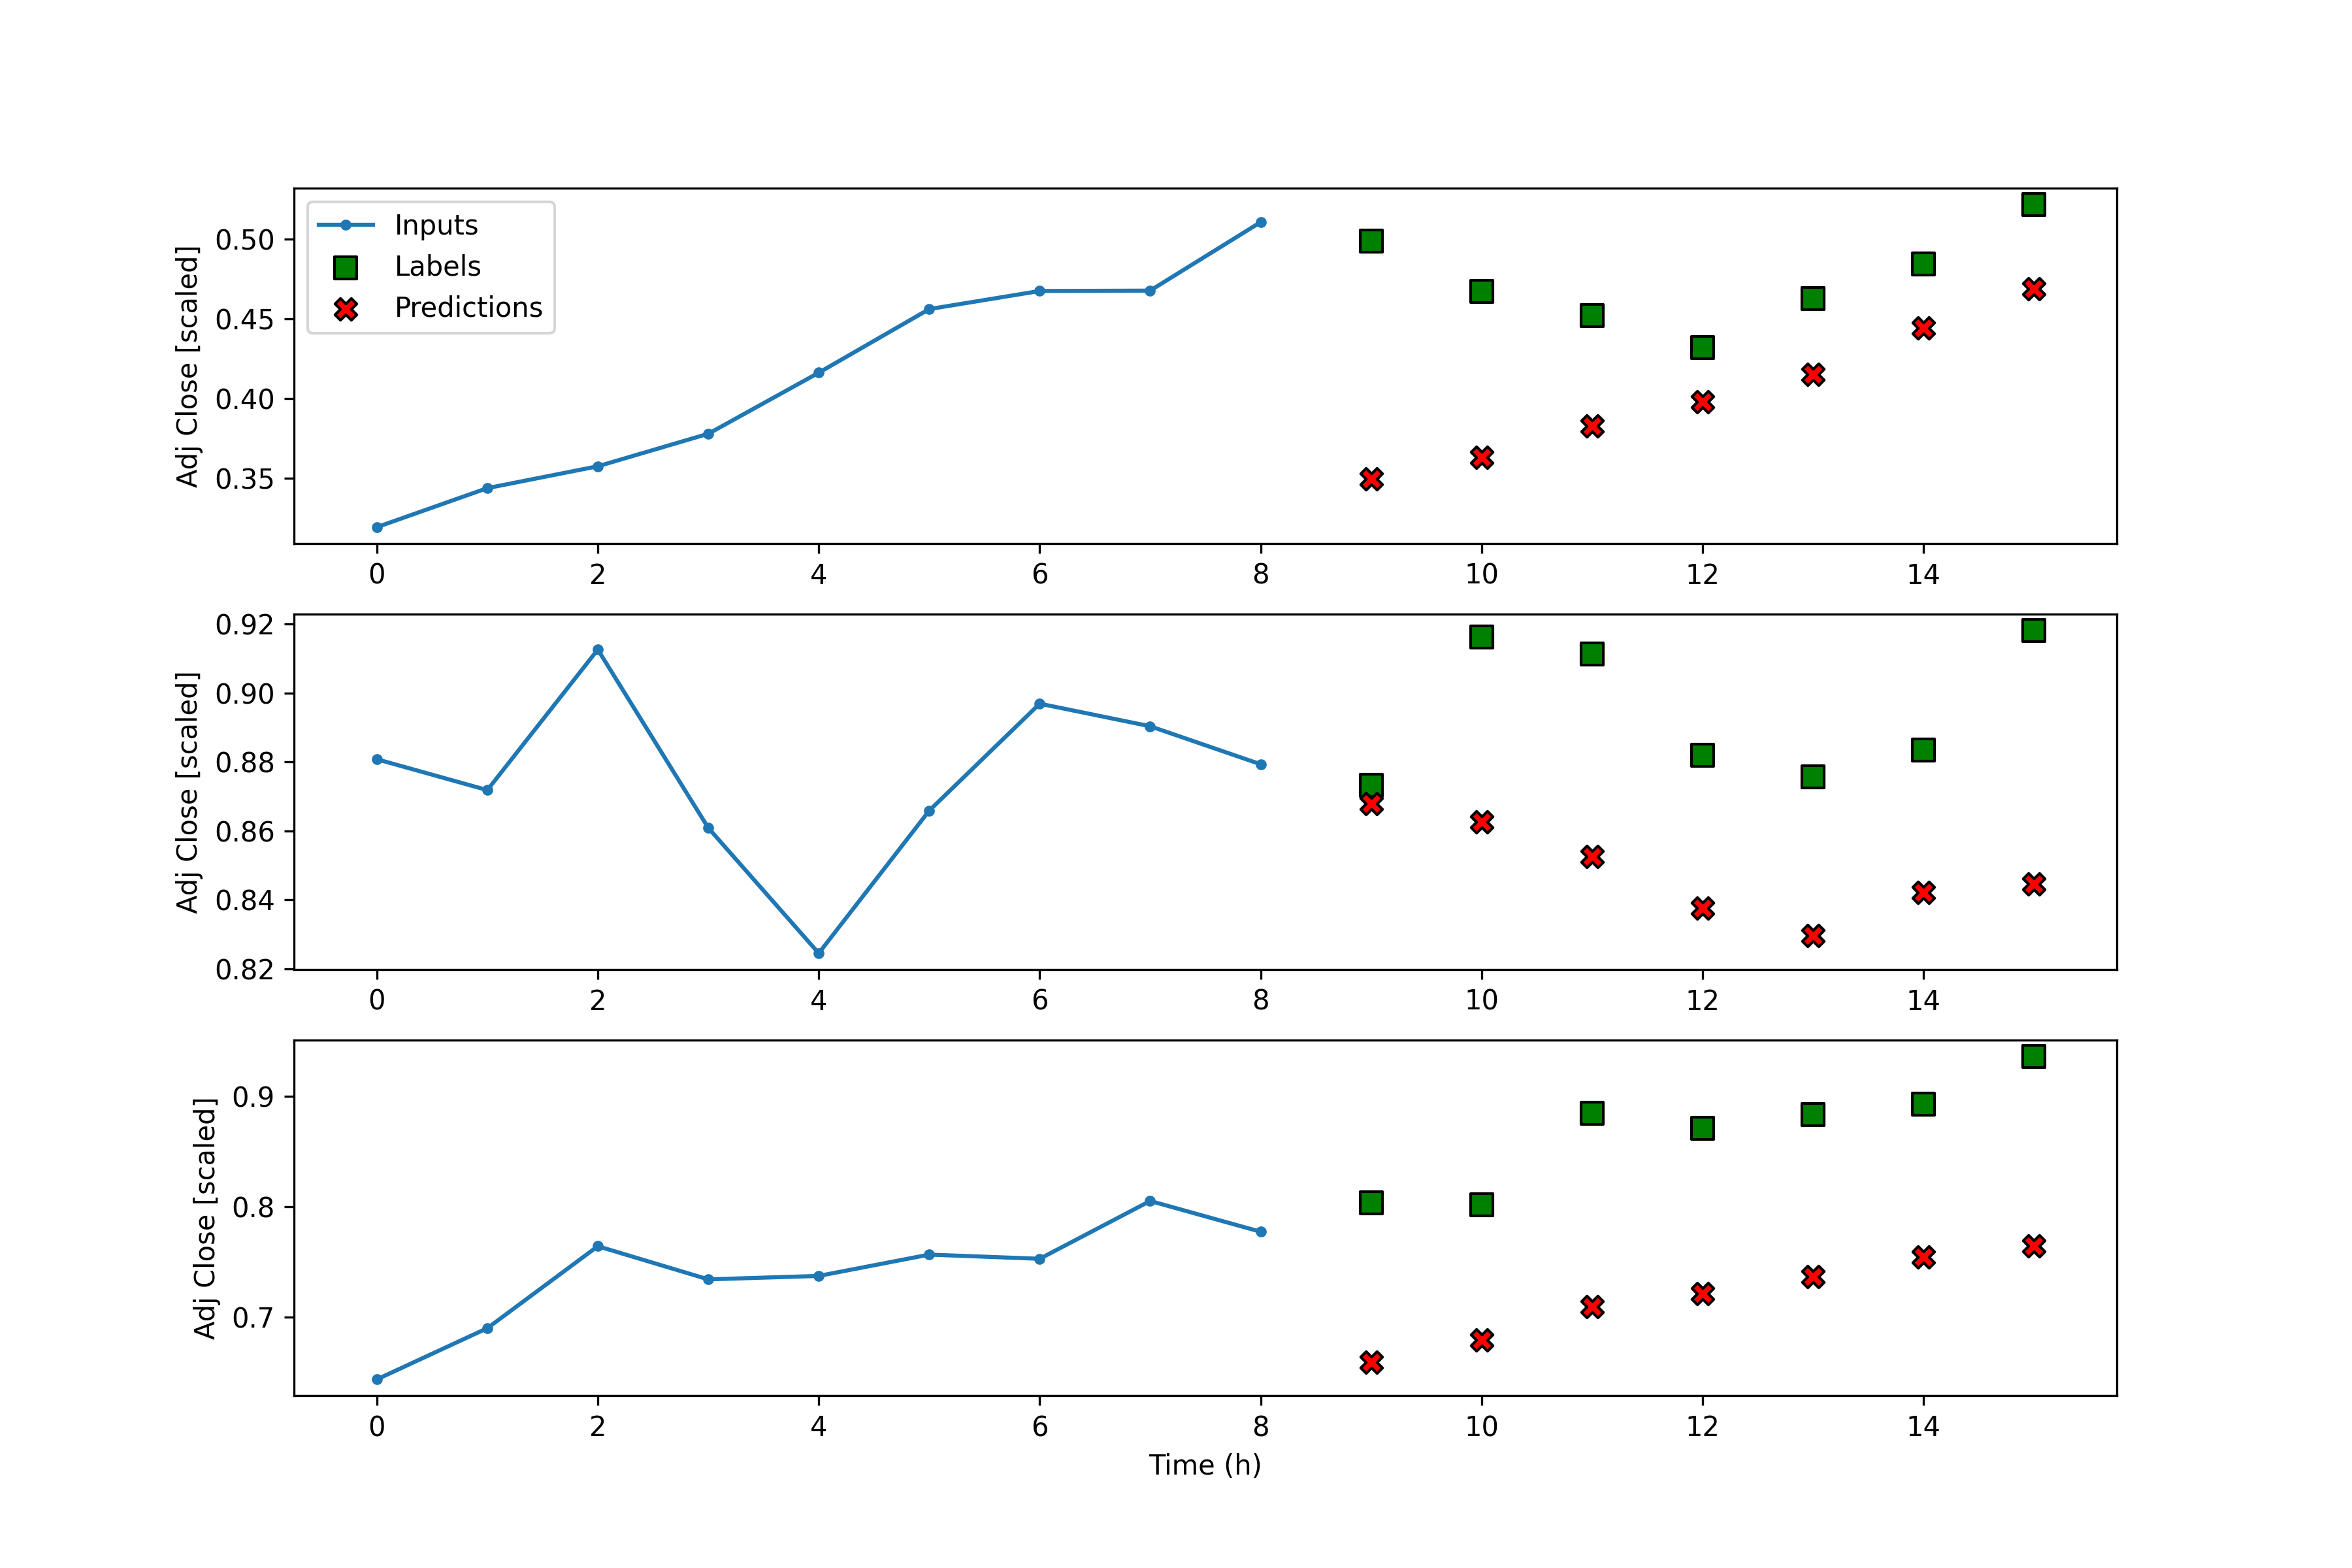 Inputs
Labels
Predictions
Adj Close [scaled]
0.50
0.45
0.40
0.35
0 2 4 6 8 10 12 14
Adj Close [scaled]
0.92
0.90
0.88
0.86
0.84
0.82
0 2 4 6 8 10 12 14
Adj Close [scaled]
0.9
0.8
0.7
0 2 4 6 8 10 12 14
Time (h)